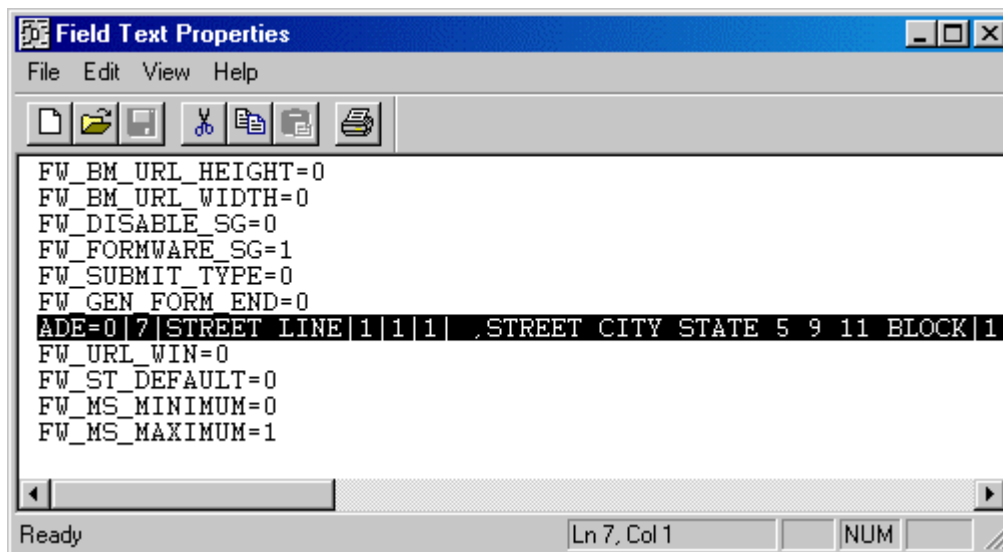 Field Text Properties
File Edit View Help
FW_BM_URL_HEIGHT=0
FW_BM_URL_WIDTH=0
FW_DISABLE_SG=0
FW_FORMWARE_SG=1
FW_SUBMIT_TYPE=0
FW_GEN_FORM_END=0
ADE=0|7|STREET LINE|1|1|1| ,STREET CITY STATE 5 9 11 BLOCK|1
FW_URL_WIN=0
FW_ST_DEFAULT=0
FW_MS_MINIMUM=0
FW_MS_MAXIMUM=1
Ready Ln 7, Col 1 NUM